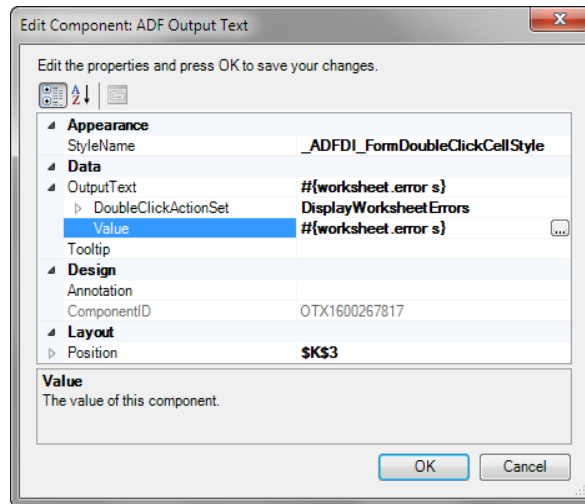 Edit Component: ADF Output Text
Edit the properties and press OK to save your changes.
Appearance
StyleName _ADFDI_FormDoubleClickCellStyle
Data
OutputText #{worksheet.error s}
DoubleClickActionSet DisplayWorksheetErrors
Value #{worksheet.error s} ...
Tooltip
Design
Annotation
ComponentID OTX1600267817
Layout
Position $K$3
Value
The value of this component.
OK Cancel